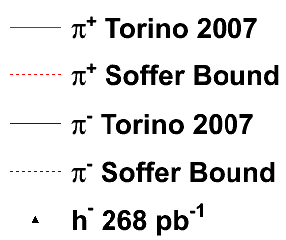 π⁺ Torino 2007
π⁺ Soffer Bound
π⁻ Torino 2007
π⁻ Soffer Bound
h⁻ 268 pb⁻¹